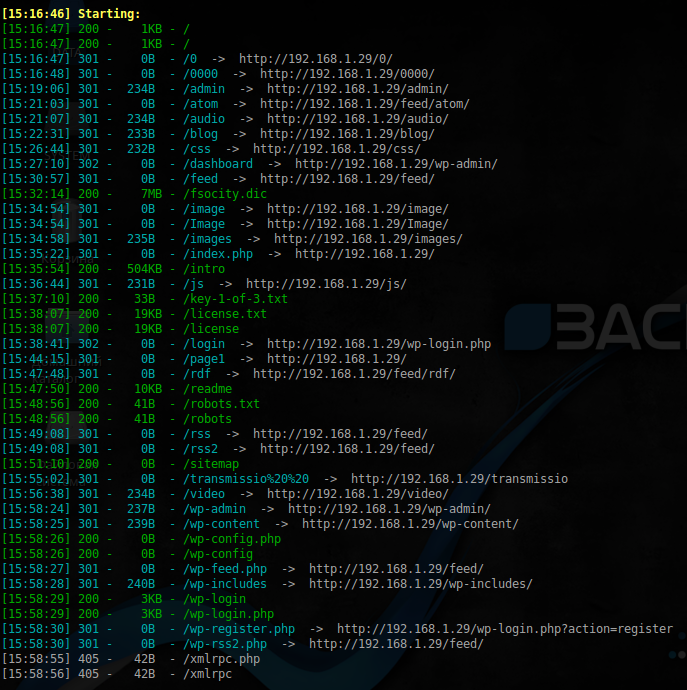 [15:16:46] Starting:
[15:16:47] 200 -    1KB - /
[15:16:47] 200 -    1KB - /
[15:16:47] 301 -    0B  - /0  ->  http://192.168.1.29/0/
[15:16:48] 301 -    0B  - /0000  ->  http://192.168.1.29/0000/
[15:19:06] 301 -  234B  - /admin  ->  http://192.168.1.29/admin/
[15:21:03] 301 -    0B  - /atom  ->  http://192.168.1.29/feed/atom/
[15:21:07] 301 -  234B  - /audio  ->  http://192.168.1.29/audio/
[15:22:31] 301 -  233B  - /blog  ->  http://192.168.1.29/blog/
[15:26:44] 301 -  232B  - /css  ->  http://192.168.1.29/css/
[15:27:10] 302 -    0B  - /dashboard  ->  http://192.168.1.29/wp-admin/
[15:30:57] 301 -    0B  - /feed  ->  http://192.168.1.29/feed/
[15:32:14] 200 -    7MB - /fsocity.dic
[15:34:54] 301 -    0B  - /image  ->  http://192.168.1.29/image/
[15:34:54] 301 -    0B  - /Image  ->  http://192.168.1.29/Image/
[15:34:58] 301 -  235B  - /images  ->  http://192.168.1.29/images/
[15:35:22] 301 -    0B  - /index.php  ->  http://192.168.1.29/
[15:35:54] 200 -  504KB - /intro
[15:36:44] 301 -  231B  - /js  ->  http://192.168.1.29/js/
[15:37:10] 200 -   33B  - /key-1-of-3.txt
[15:38:07] 200 -   19KB - /license.txt
[15:38:07] 200 -   19KB - /license
[15:38:41] 302 -    0B  - /login  ->  http://192.168.1.29/wp-login.php
[15:44:15] 301 -    0B  - /page1  ->  http://192.168.1.29/
[15:47:48] 301 -    0B  - /rdf  ->  http://192.168.1.29/feed/rdf/
[15:47:50] 200 -   10KB - /readme
[15:48:56] 200 -   41B  - /robots.txt
[15:48:56] 200 -   41B  - /robots
[15:49:08] 301 -    0B  - /rss  ->  http://192.168.1.29/feed/
[15:49:08] 301 -    0B  - /rss2  ->  http://192.168.1.29/feed/
[15:51:10] 200 -    0B  - /sitemap
[15:55:02] 301 -    0B  - /transmissio%20%20  ->  http://192.168.1.29/transmissio
[15:56:38] 301 -  234B  - /video  ->  http://192.168.1.29/video/
[15:58:24] 301 -  237B  - /wp-admin  ->  http://192.168.1.29/wp-admin/
[15:58:25] 301 -  239B  - /wp-content  ->  http://192.168.1.29/wp-content/
[15:58:26] 200 -    0B  - /wp-config.php
[15:58:26] 200 -    0B  - /wp-config
[15:58:27] 301 -    0B  - /wp-feed.php  ->  http://192.168.1.29/feed/
[15:58:28] 301 -  240B  - /wp-includes  ->  http://192.168.1.29/wp-includes/
[15:58:29] 200 -    3KB - /wp-login
[15:58:29] 200 -    3KB - /wp-login.php
[15:58:30] 301 -    0B  - /wp-register.php  ->  http://192.168.1.29/wp-login.php?action=register
[15:58:30] 301 -    0B  - /wp-rss2.php  ->  http://192.168.1.29/feed/
[15:58:55] 405 -   42B  - /xmlrpc.php
[15:58:56] 405 -   42B  - /xmlrpc